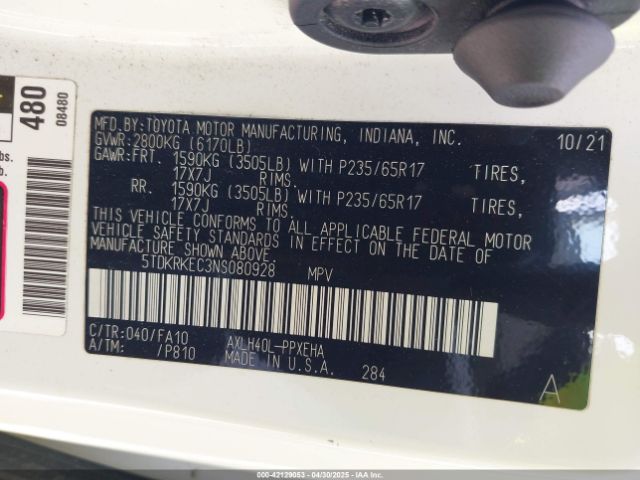 480
08480
bs.
MFD.BY:TOYOTA MOTOR MANUFACTURING, INDIANA, INC. 10/21
GVWR:2800KG (6170LB)
GAWR:FRT. 1590KG (3505LB) WITH P235/65R17 TIRES,
17X7J RIMS.
RR. 1590KG (3505LB) WITH P235/65R17 TIRES,
17X7J RIMS.
THIS VEHICLE CONFORMS TO ALL APPLICABLE FEDERAL MOTOR
VEHICLE SAFETY STANDARDS IN EFFECT ON THE DATE OF
MANUFACTURE SHOWN ABOVE.
5TDKRKEC3NS080928 MPV
C/TR:040/FA10 AXLH40L-PPXEHA
A/TM: /P810 MADE IN U.S.A. 284 A
000-42129053 - 04/30/2025 - IAAI.COM